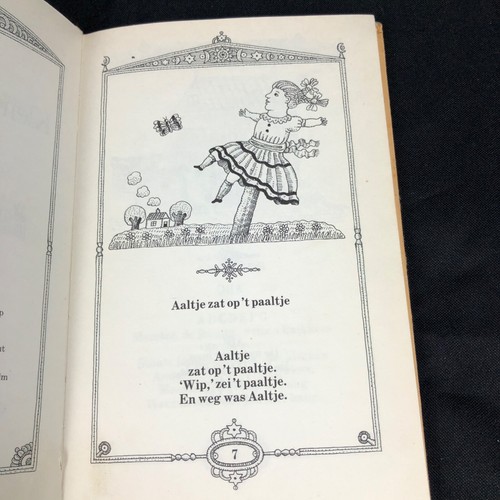 Aaltje zat op 't paaltje
Aaltje
zat op 't paaltje.
'Wip,' zei 't paaltje.
En weg was Aaltje.
7